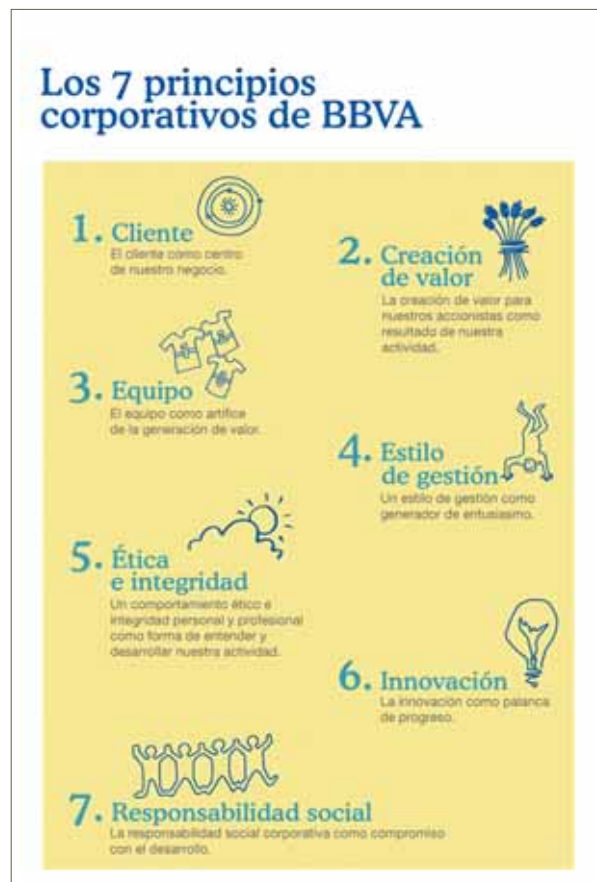 Los 7 principios
corporativos de BBVA
1. Cliente
El cliente como centro
de nuestro negocio.
2. Creación
de valor
La creación de valor para
nuestros accionistas como
resultado de nuestra
actividad.
3. Equipo
El equipo como artífice
de la generación de valor.
4. Estilo
de gestión
Un estilo de gestión como
generador de entusiasmo.
5. Ética
e integridad
Un comportamiento ético e
integridad personal y profesional
como forma de entender y
desarrollar nuestra actividad.
6. Innovación
La innovación como palanca
de progreso.
7. Responsabilidad social
La responsabilidad social corporativa como compromiso
con el desarrollo.